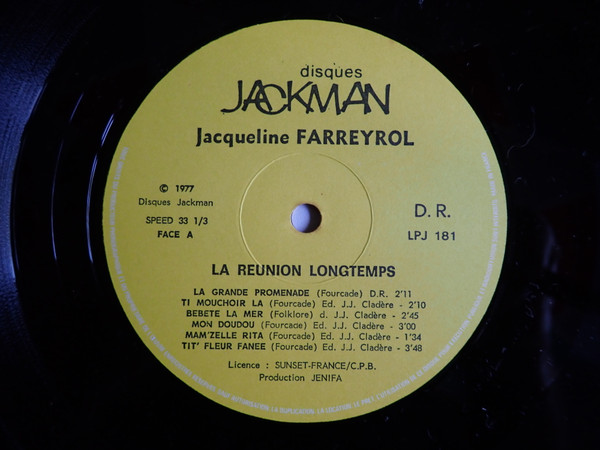 disques
JACKMAN
Jacqueline FARREYROL
© 1977
Disques Jackman
SPEED 33 1/3
FACE A
D.R.
LPJ 181
LA REUNION LONGTEMPS
LA GRANDE PROMENADE (Fourcade) D.R. 2'11
TI MOUCHOIR LA (Fourcade) Ed. J.J. Cladère - 2'10
BEBETE LA MER (Folklore) d. J.J. Cladère - 2'45
MON DOUDOU (Fourcade) Ed. J.J. Cladère - 3'00
MAM'ZELLE RITA (Fourcade) Ed. J.J. Cladère - 1'34
TIT' FLEUR FANEE (Fourcade) Ed. J.J. Cladère - 3'48
Licence : SUNSET-FRANCE/C.P.B.
Production JENIFA